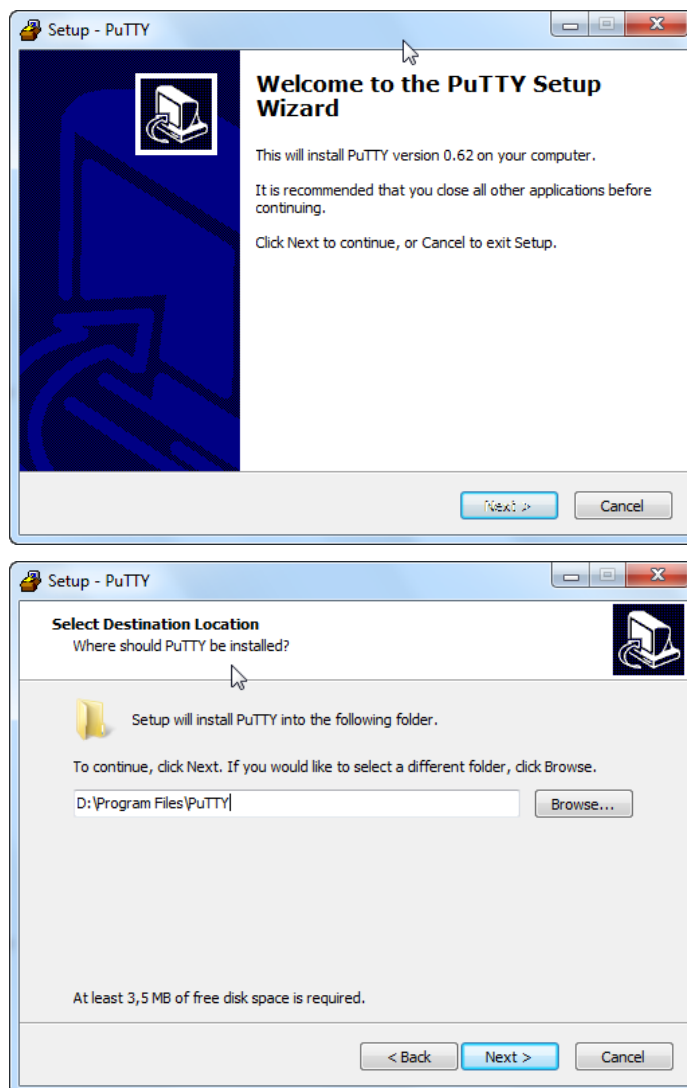 Setup - PuTTY
Welcome to the PuTTY Setup
Wizard
This will install PuTTY version 0.62 on your computer.
It is recommended that you close all other applications before
continuing.
Click Next to continue, or Cancel to exit Setup.
Next >
Cancel
Setup - PuTTY
Select Destination Location
Where should PuTTY be installed?
Setup will install PuTTY into the following folder.
To continue, click Next. If you would like to select a different folder, click Browse.
D:\Program Files\PuTTY
Browse...
At least 3,5 MB of free disk space is required.
< Back
Next >
Cancel